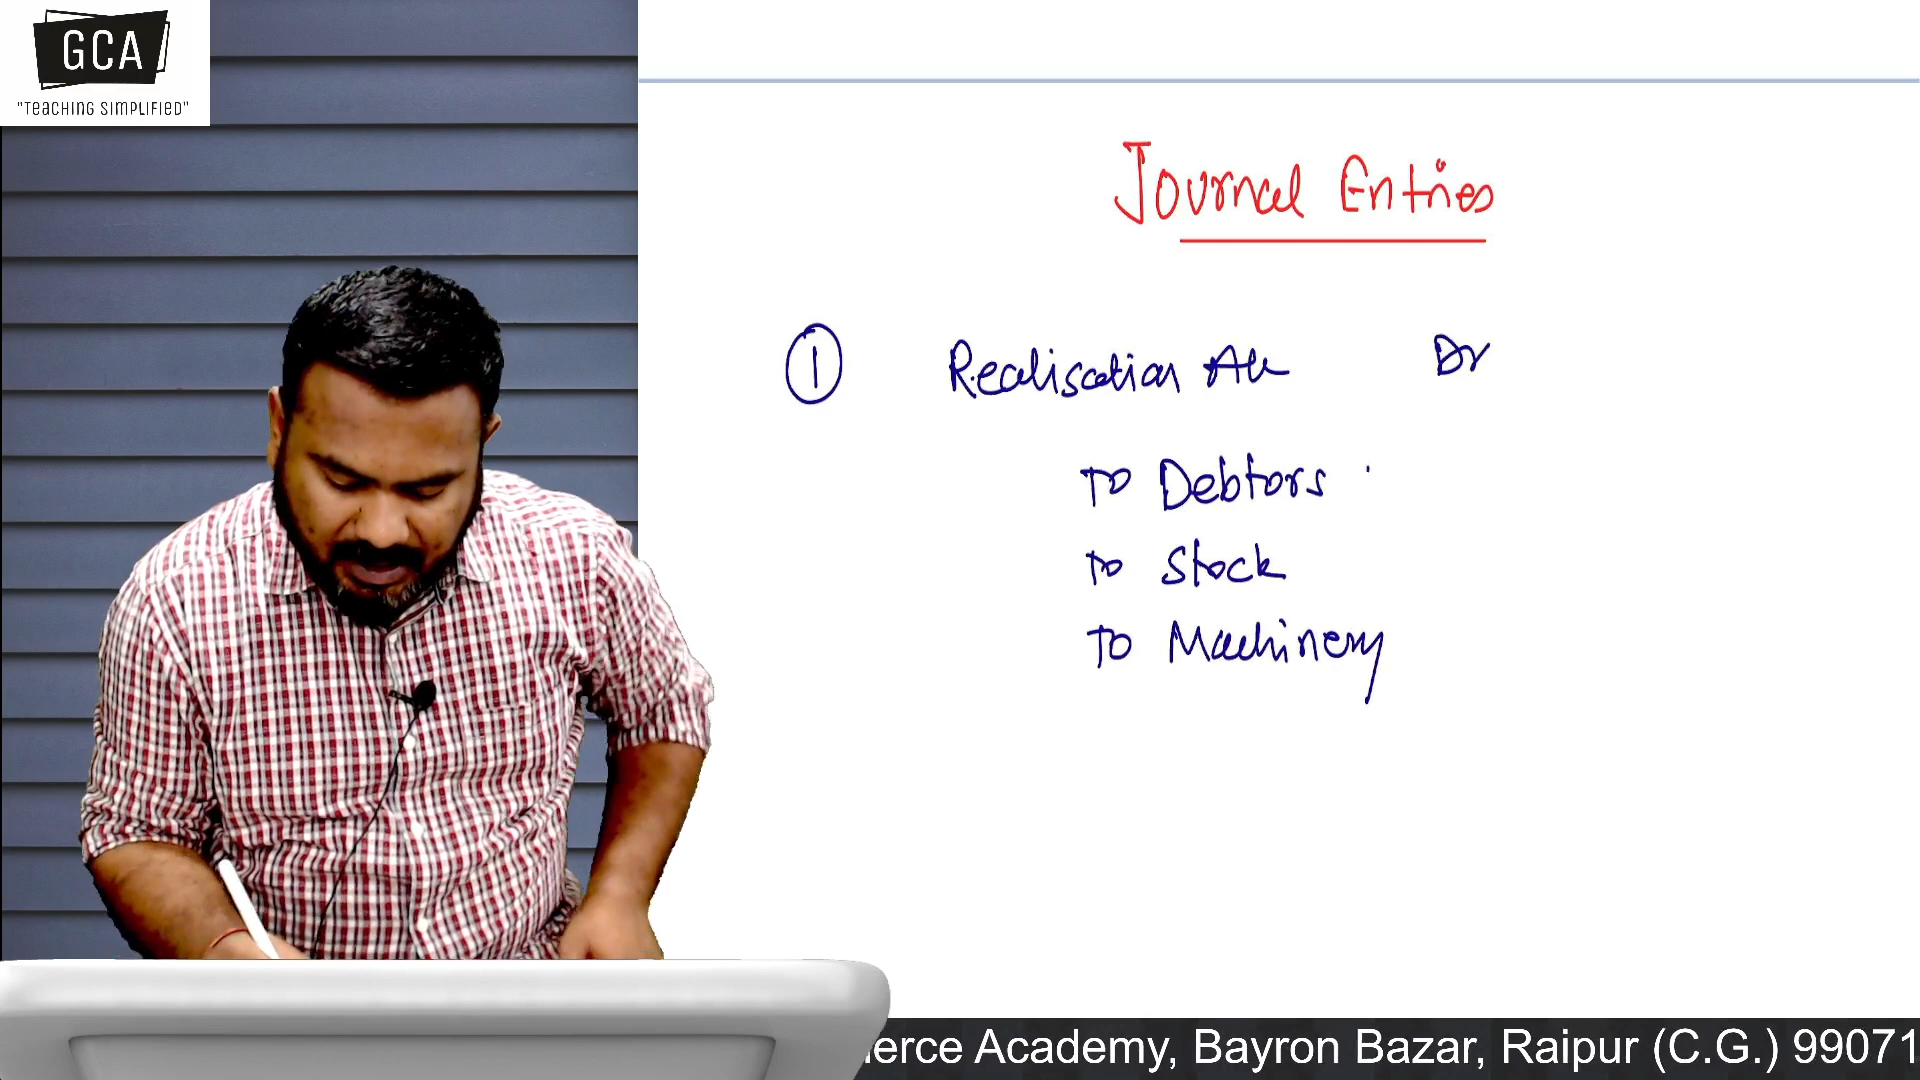 GCA
"Teaching Simplified"
Journal Entries
1 Realisation A/c Dr
To Debtors
To Stock
To Machinery
erce Academy, Bayron Bazar, Raipur (C.G.) 99071